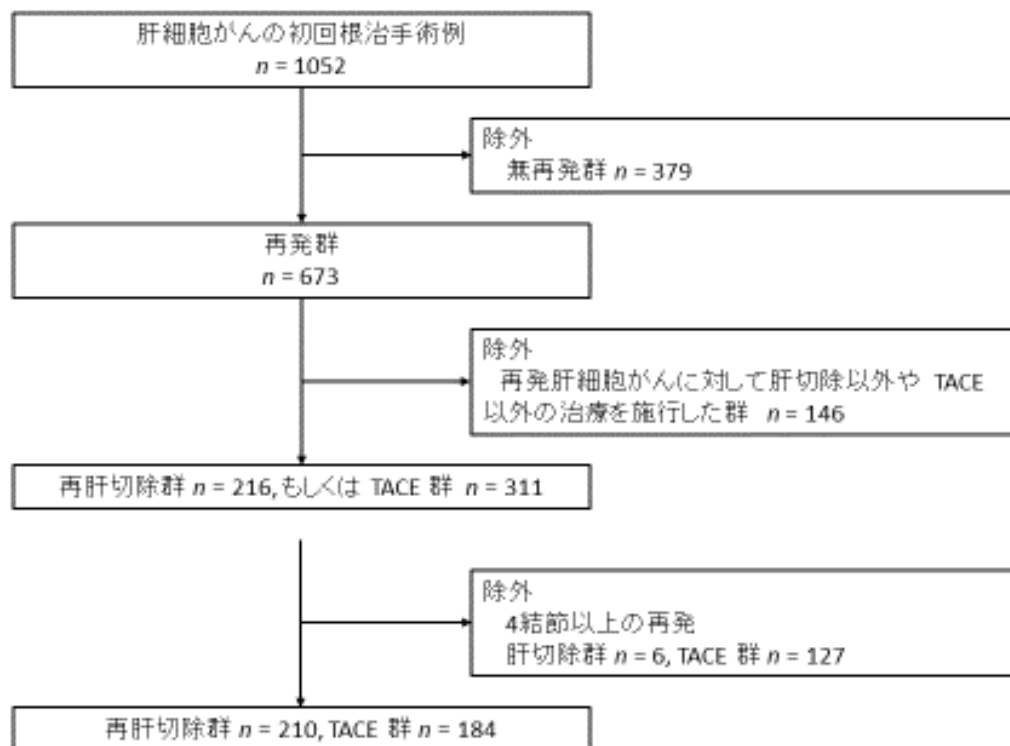 肝細胞がんの初回根治手術例
n = 1052
除外
無再発群 n = 379
再発群
n = 673
除外
再発肝細胞がんに対して肝切除以外や TACE
以外の治療を施行した群 n = 146
再肝切除群 n = 216, もしくは TACE 群 n = 311
除外
4結節以上の再発
肝切除群 n = 6, TACE 群 n = 127
再肝切除群 n = 210, TACE 群 n = 184